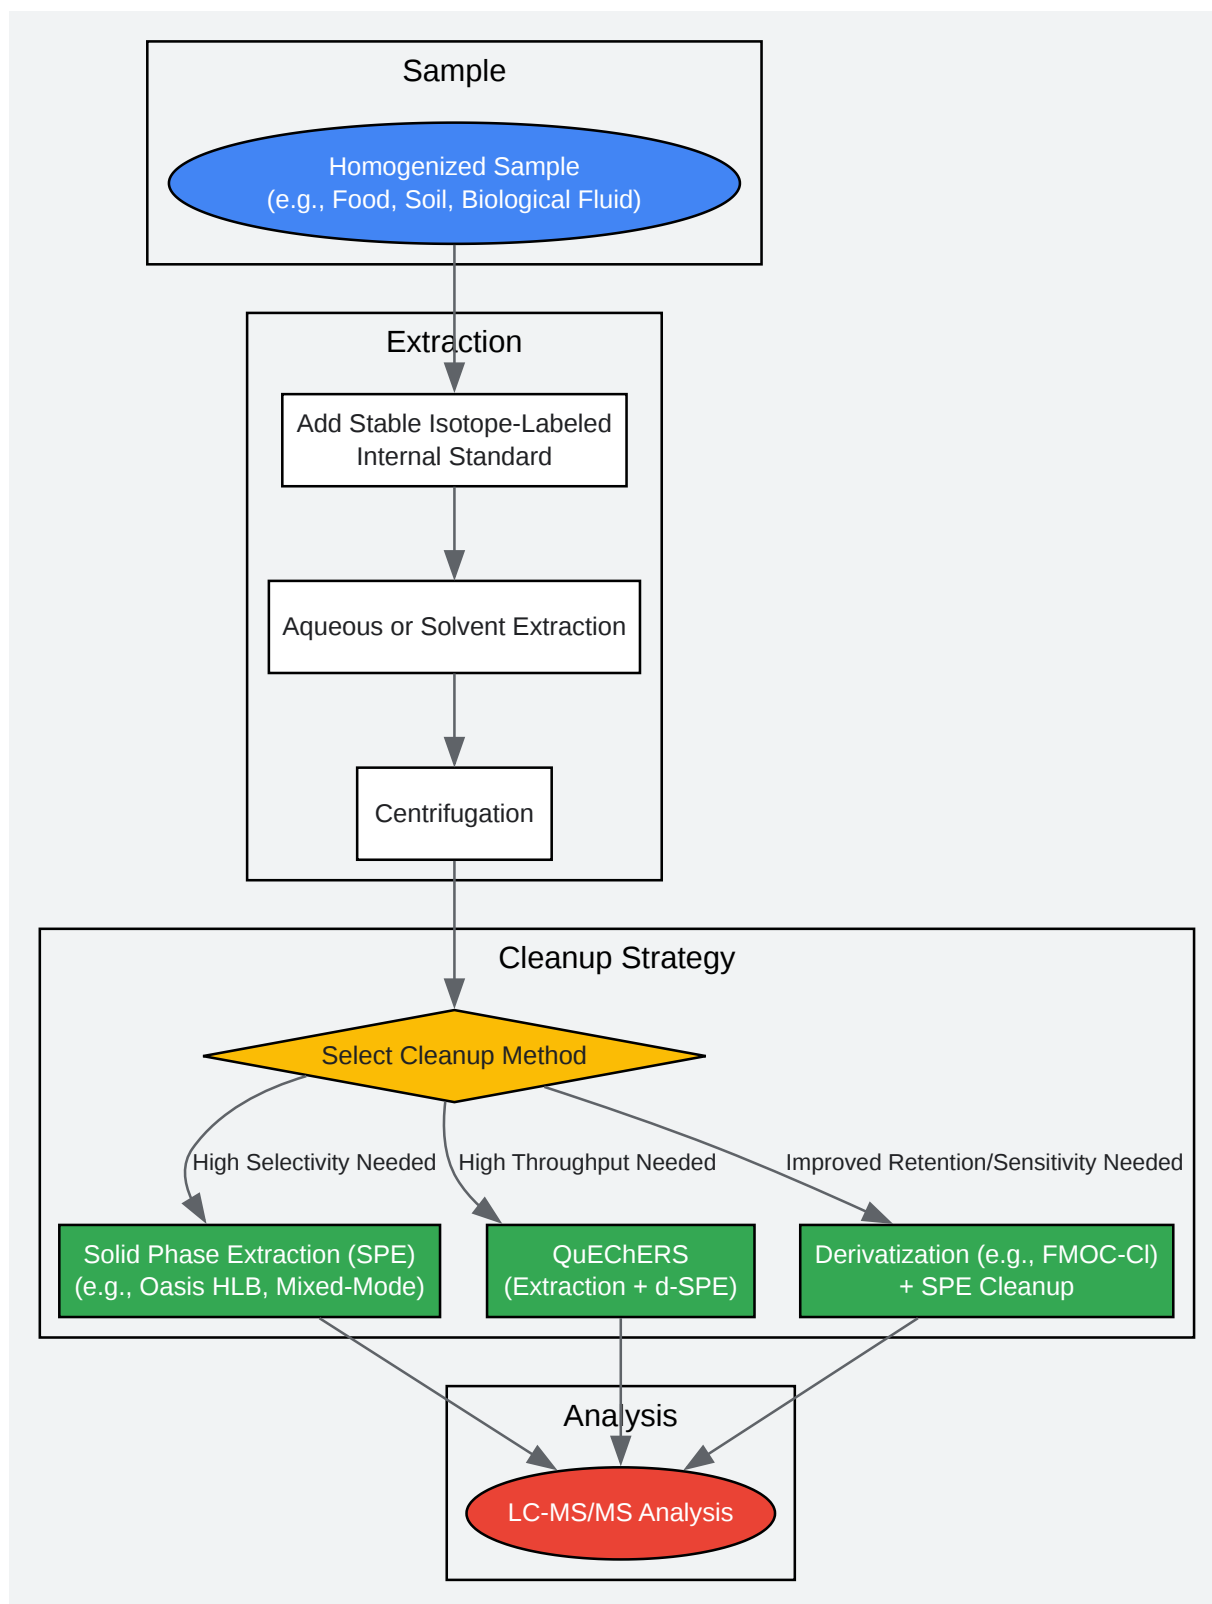 Sample
Homogenized Sample
(e.g., Food, Soil, Biological Fluid)
Extraction
Add Stable Isotope-Labeled
Internal Standard
Aqueous or Solvent Extraction
Centrifugation
Cleanup Strategy
Select Cleanup Method
High Selectivity Needed
High Throughput Needed
Improved Retention/Sensitivity Needed
Solid Phase Extraction (SPE)
(e.g., Oasis HLB, Mixed-Mode)
QuEChERS
(Extraction + d-SPE)
Derivatization (e.g., FMOC-Cl)
+ SPE Cleanup
Analysis
LC-MS/MS Analysis